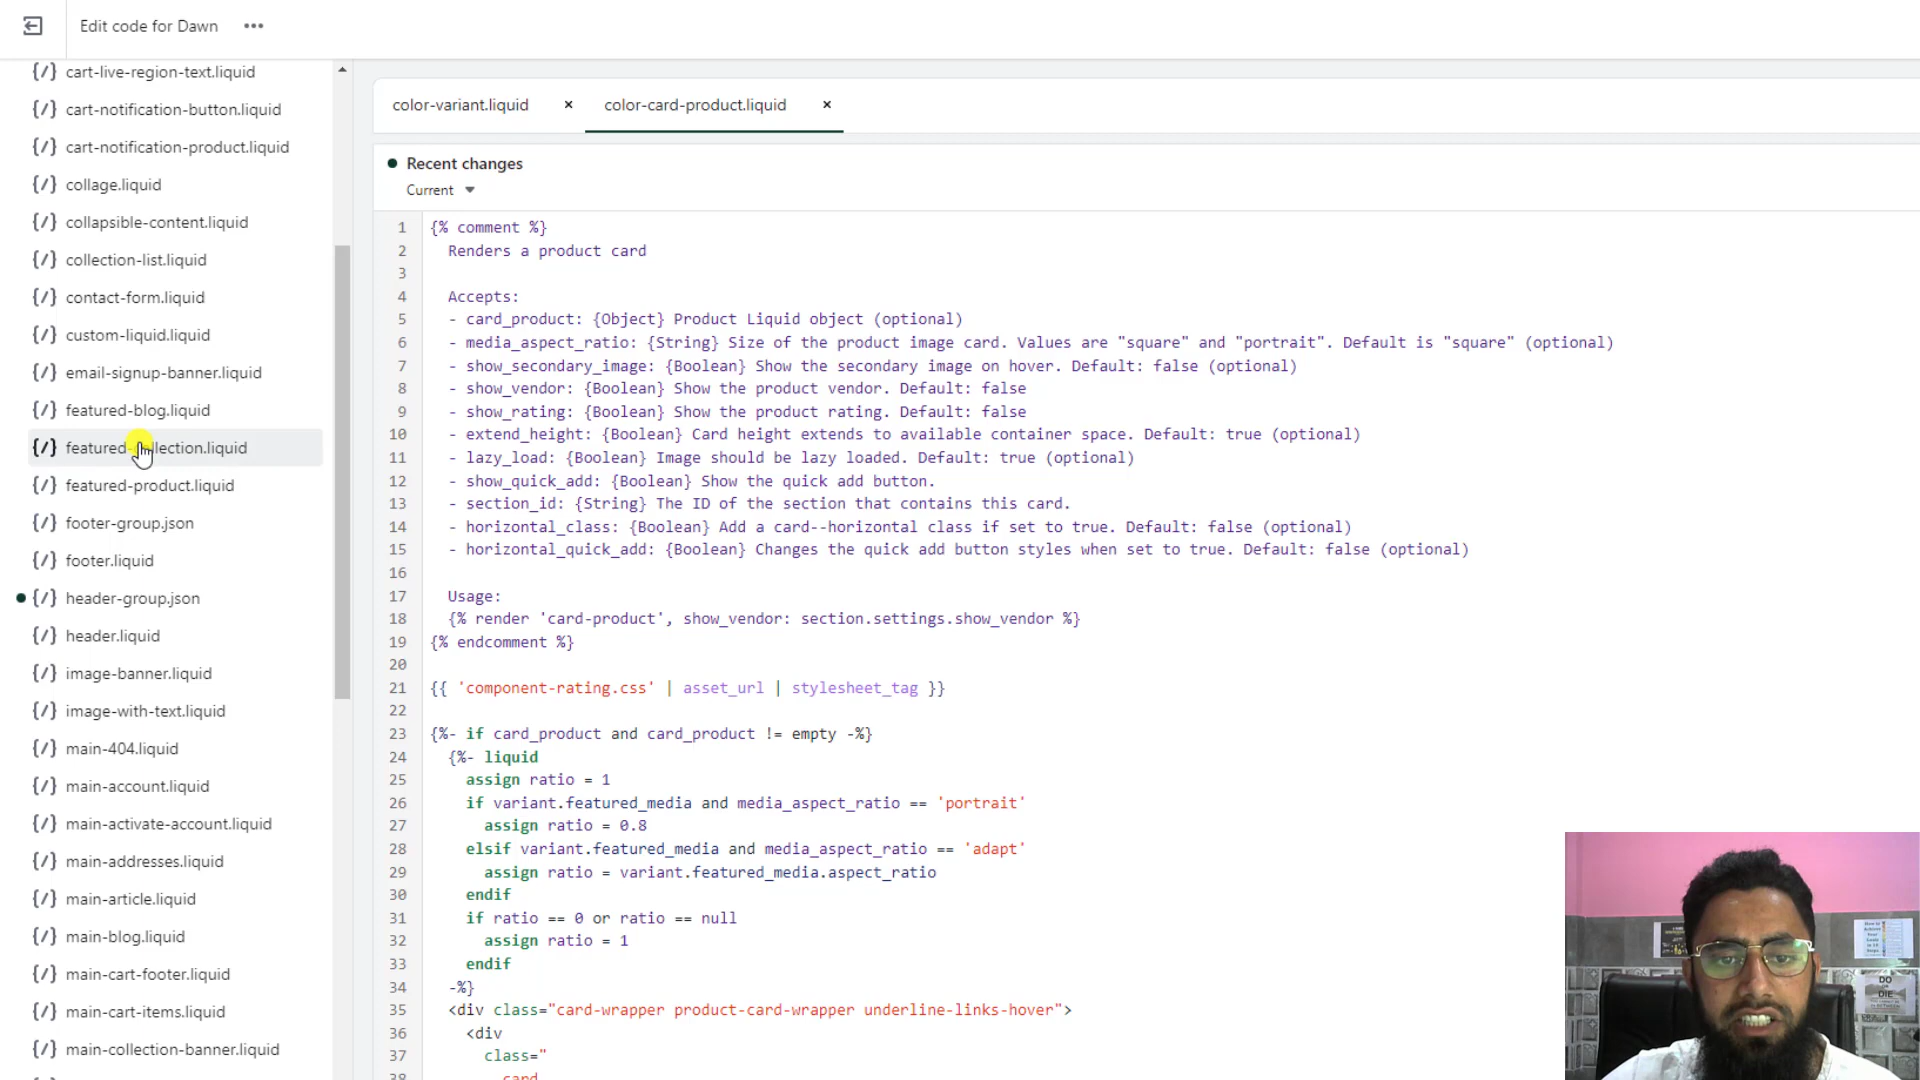 Edit code for Dawn
cart-live-region-text.liquid
cart-notification-button.liquid
cart-notification-product.liquid
collage.liquid
collapsible-content.liquid
collection-list.liquid
contact-form.liquid
custom-liquid.liquid
email-signup-banner.liquid
featured-blog.liquid
featured-collection.liquid
featured-product.liquid
footer-group.json
footer.liquid
header-group.json
header.liquid
image-banner.liquid
image-with-text.liquid
main-404.liquid
main-account.liquid
main-activate-account.liquid
main-addresses.liquid
main-article.liquid
main-blog.liquid
main-cart-footer.liquid
main-cart-items.liquid
main-collection-banner.liquid
color-variant.liquid × color-card-product.liquid ×
Recent changes
Current
1 {% comment %}
2 Renders a product card
3
4 Accepts:
5 - card_product: {Object} Product Liquid object (optional)
6 - media_aspect_ratio: {String} Size of the product image card. Values are "square" and "portrait". Default is "square" (optional)
7 - show_secondary_image: {Boolean} Show the secondary image on hover. Default: false (optional)
8 - show_vendor: {Boolean} Show the product vendor. Default: false
9 - show_rating: {Boolean} Show the product rating. Default: false
10 - extend_height: {Boolean} Card height extends to available container space. Default: true (optional)
11 - lazy_load: {Boolean} Image should be lazy loaded. Default: true (optional)
12 - show_quick_add: {Boolean} Show the quick add button.
13 - section_id: {String} The ID of the section that contains this card.
14 - horizontal_class: {Boolean} Add a card--horizontal class if set to true. Default: false (optional)
15 - horizontal_quick_add: {Boolean} Changes the quick add button styles when set to true. Default: false (optional)
16
17 Usage:
18 {% render 'card-product', show_vendor: section.settings.show_vendor %}
19 {% endcomment %}
20
21 {{ 'component-rating.css' | asset_url | stylesheet_tag }}
22
23 {%- if card_product and card_product != empty -%}
24 {%- liquid
25 assign ratio = 1
26 if variant.featured_media and media_aspect_ratio == 'portrait'
27 assign ratio = 0.8
28 elsif variant.featured_media and media_aspect_ratio == 'adapt'
29 assign ratio = variant.featured_media.aspect_ratio
30 endif
31 if ratio == 0 or ratio == null
32 assign ratio = 1
33 endif
34 -%}
35 <div class="card-wrapper product-card-wrapper underline-links-hover">
36 <div
37 class="
38 card
DO
OR
DIE